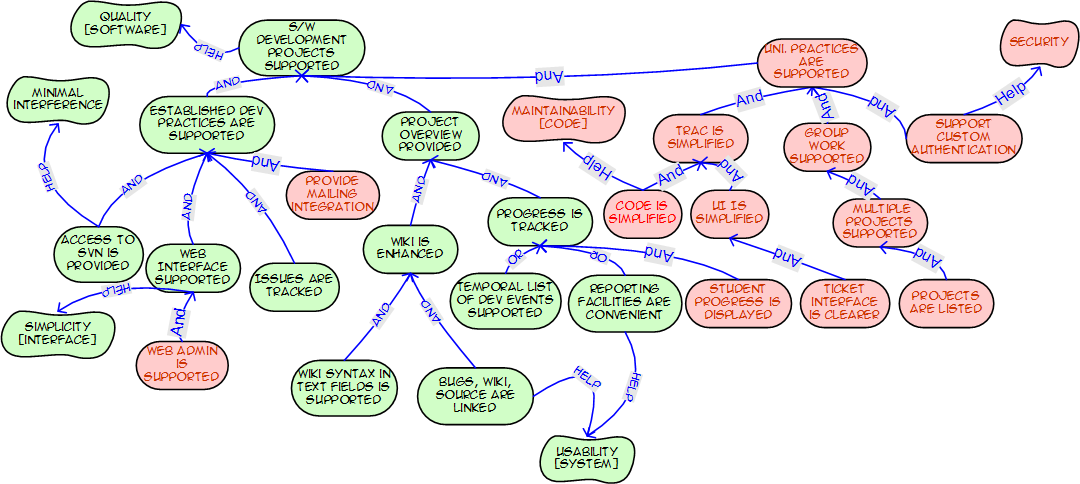 QUALITY
[SOFTWARE]
HELP
S/W
DEVELOPMENT
PROJECTS
SUPPORTED
And
UNI. PRACTICES
ARE
SUPPORTED
SECURITY
Help
MINIMAL
INTERFERENCE
AND
AND
ESTABLISHED DEV
PRACTICES ARE
SUPPORTED
PROJECT
OVERVIEW
PROVIDED
MAINTAINABILITY
[CODE]
And
And
And
TRAC IS
SIMPLIFIED
GROUP
WORK
SUPPORTED
SUPPORT
CUSTOM
AUTHENTICATION
HELP
AND
AND
And
AND
PROVIDE
MAILING
INTEGRATION
AND
AND
Help
And
And
And
PROGRESS IS
TRACKED
CODE IS
SIMPLIFIED
UI IS
SIMPLIFIED
MULTIPLE
PROJECTS
SUPPORTED
ACCESS TO
SVN IS
PROVIDED
WEB
INTERFACE
SUPPORTED
ISSUES ARE
TRACKED
WIKI IS
ENHANCED
OR
OR
And
And
And
HELP
TEMPORAL LIST
OF DEV EVENTS
SUPPORTED
REPORTING
FACILITIES ARE
CONVENIENT
STUDENT
PROGRESS IS
DISPLAYED
TICKET
INTERFACE
IS CLEARER
PROJECTS
ARE LISTED
SIMPLICITY
[INTERFACE]
And
AND
AND
WEB ADMIN
IS
SUPPORTED
WIKI SYNTAX IN
TEXT FIELDS IS
SUPPORTED
BUGS, WIKI,
SOURCE ARE
LINKED
HELP
HELP
USABILITY
[SYSTEM]